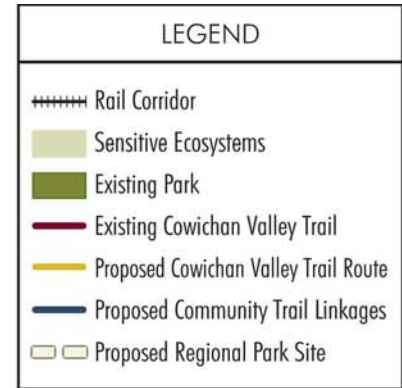 LEGEND
Rail Corridor
Sensitive Ecosystems
Existing Park
Existing Cowichan Valley Trail
Proposed Cowichan Valley Trail Route
Proposed Community Trail Linkages
Proposed Regional Park Site